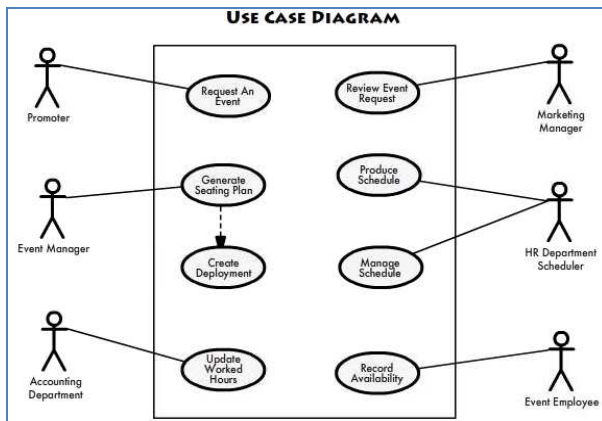 USE CASE DIAGRAM
Request An
Event
Review Event
Request
Promoter
Marketing
Manager
Generate
Seating Plan
Produce
Schedule
Event Manager
HR Department
Scheduler
Create
Deployment
Manage
Schedule
Update
Worked
Hours
Record
Availability
Accounting
Department
Event Employee